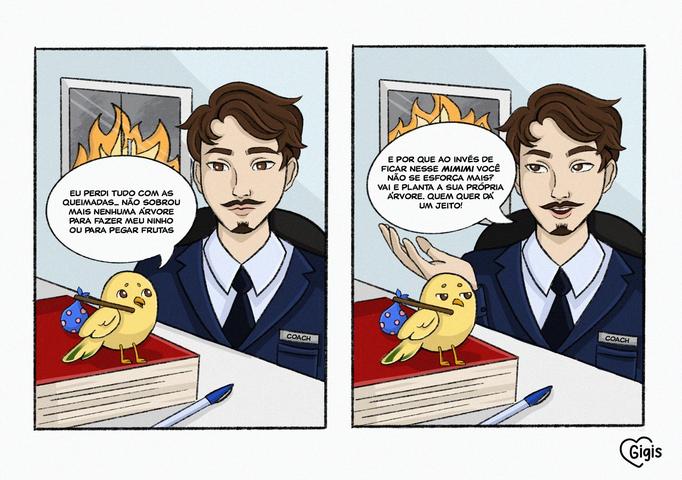 EU PERDI TUDO COM AS
QUEIMADAS... NÃO SOBROU
MAIS NENHUMA ÁRVORE
PARA FAZER MEU NINHO
OU PARA PEGAR FRUTAS
COACH
E POR QUE AO INVÉS DE
FICAR NESSE MIMIMI VOCÊ
NÃO SE ESFORÇA MAIS?
VAI E PLANTA A SUA PRÓPRIA
ÁRVORE. QUEM QUER DÁ
UM JEITO!
COACH
Gigis